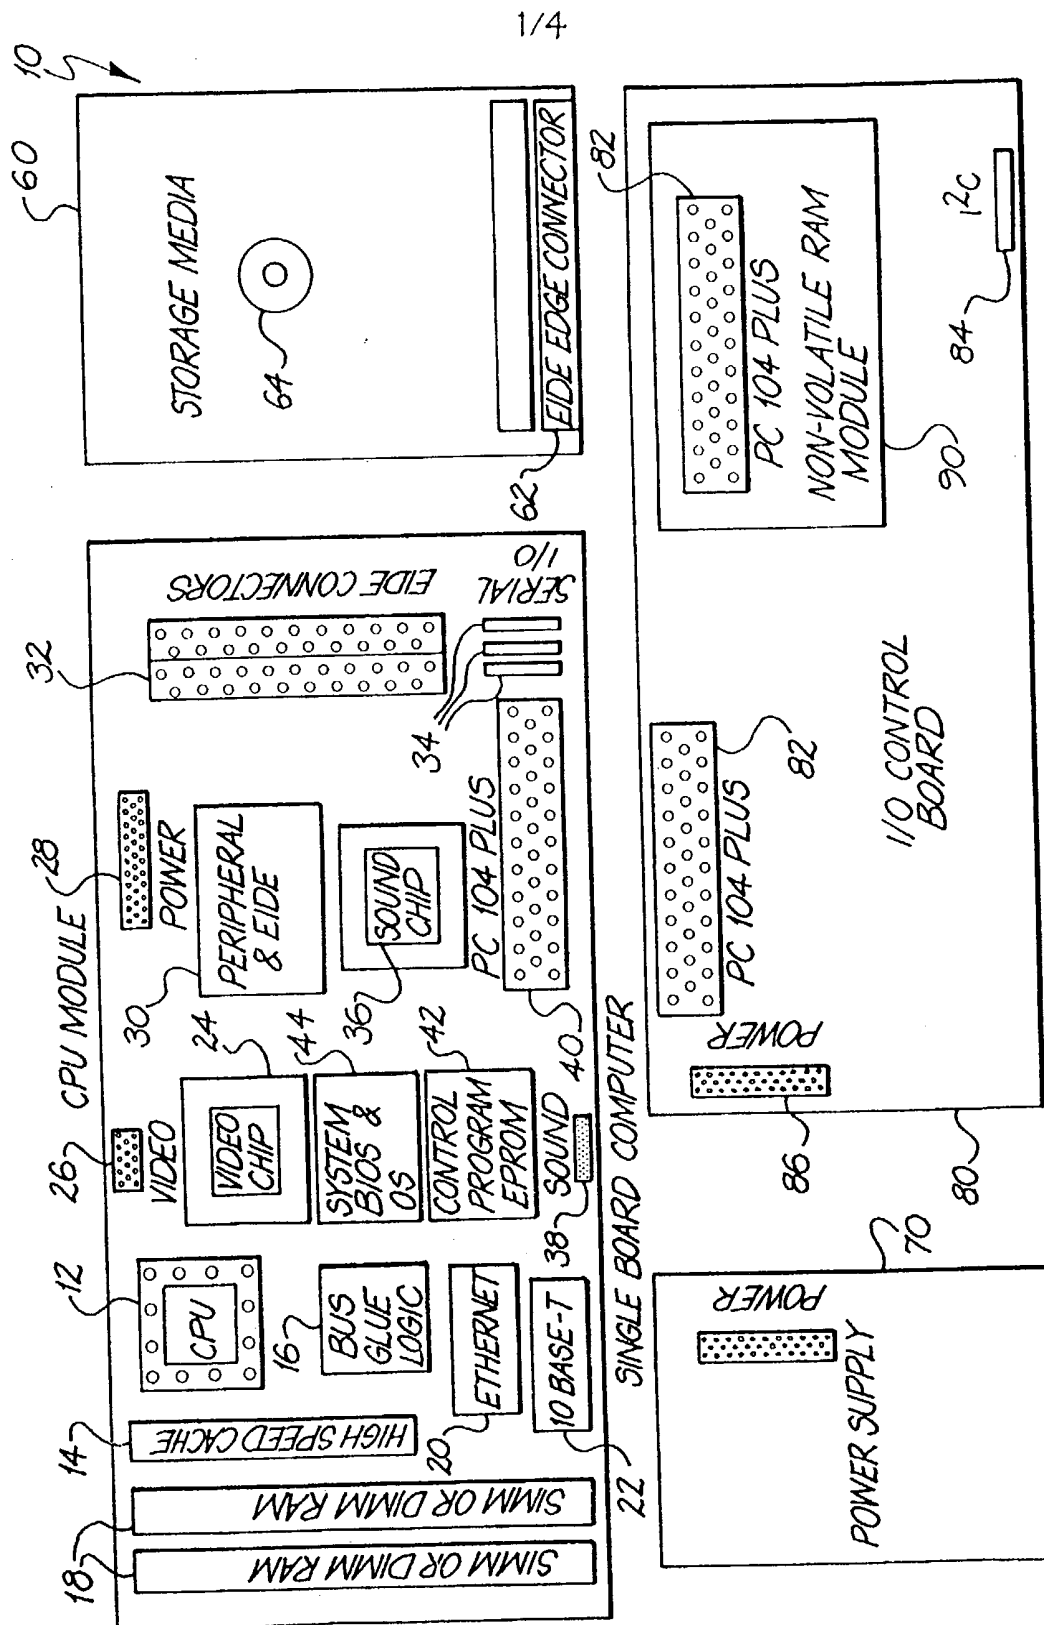 1/4
10
CPU MODULE
60
STORAGE MEDIA
64
62
EIDE EDGE CONNECTOR
18
SIMM OR DIMM RAM
SIMM OR DIMM RAM
14
HIGH SPEED CACHE
12
CPU
16
BUS
GLUE
LOGIC
20
ETHERNET
22
10 BASE-T
26
VIDEO
24
VIDEO
CHIP
44
SYSTEM
BIOS &
OS
42
CONTROL
PROGRAM
EPROM
38
SOUND
28
POWER
30
PERIPHERAL
& EIDE
36
SOUND
CHIP
PC 104 PLUS
40
32
EIDE CONNECTORS
34
SERIAL
I/O
SINGLE BOARD COMPUTER
POWER
POWER SUPPLY
70
80
86
POWER
PC 104 PLUS
82
I/O CONTROL
BOARD
82
PC 104 PLUS
NON-VOLATILE RAM
MODULE
90
84
I2C